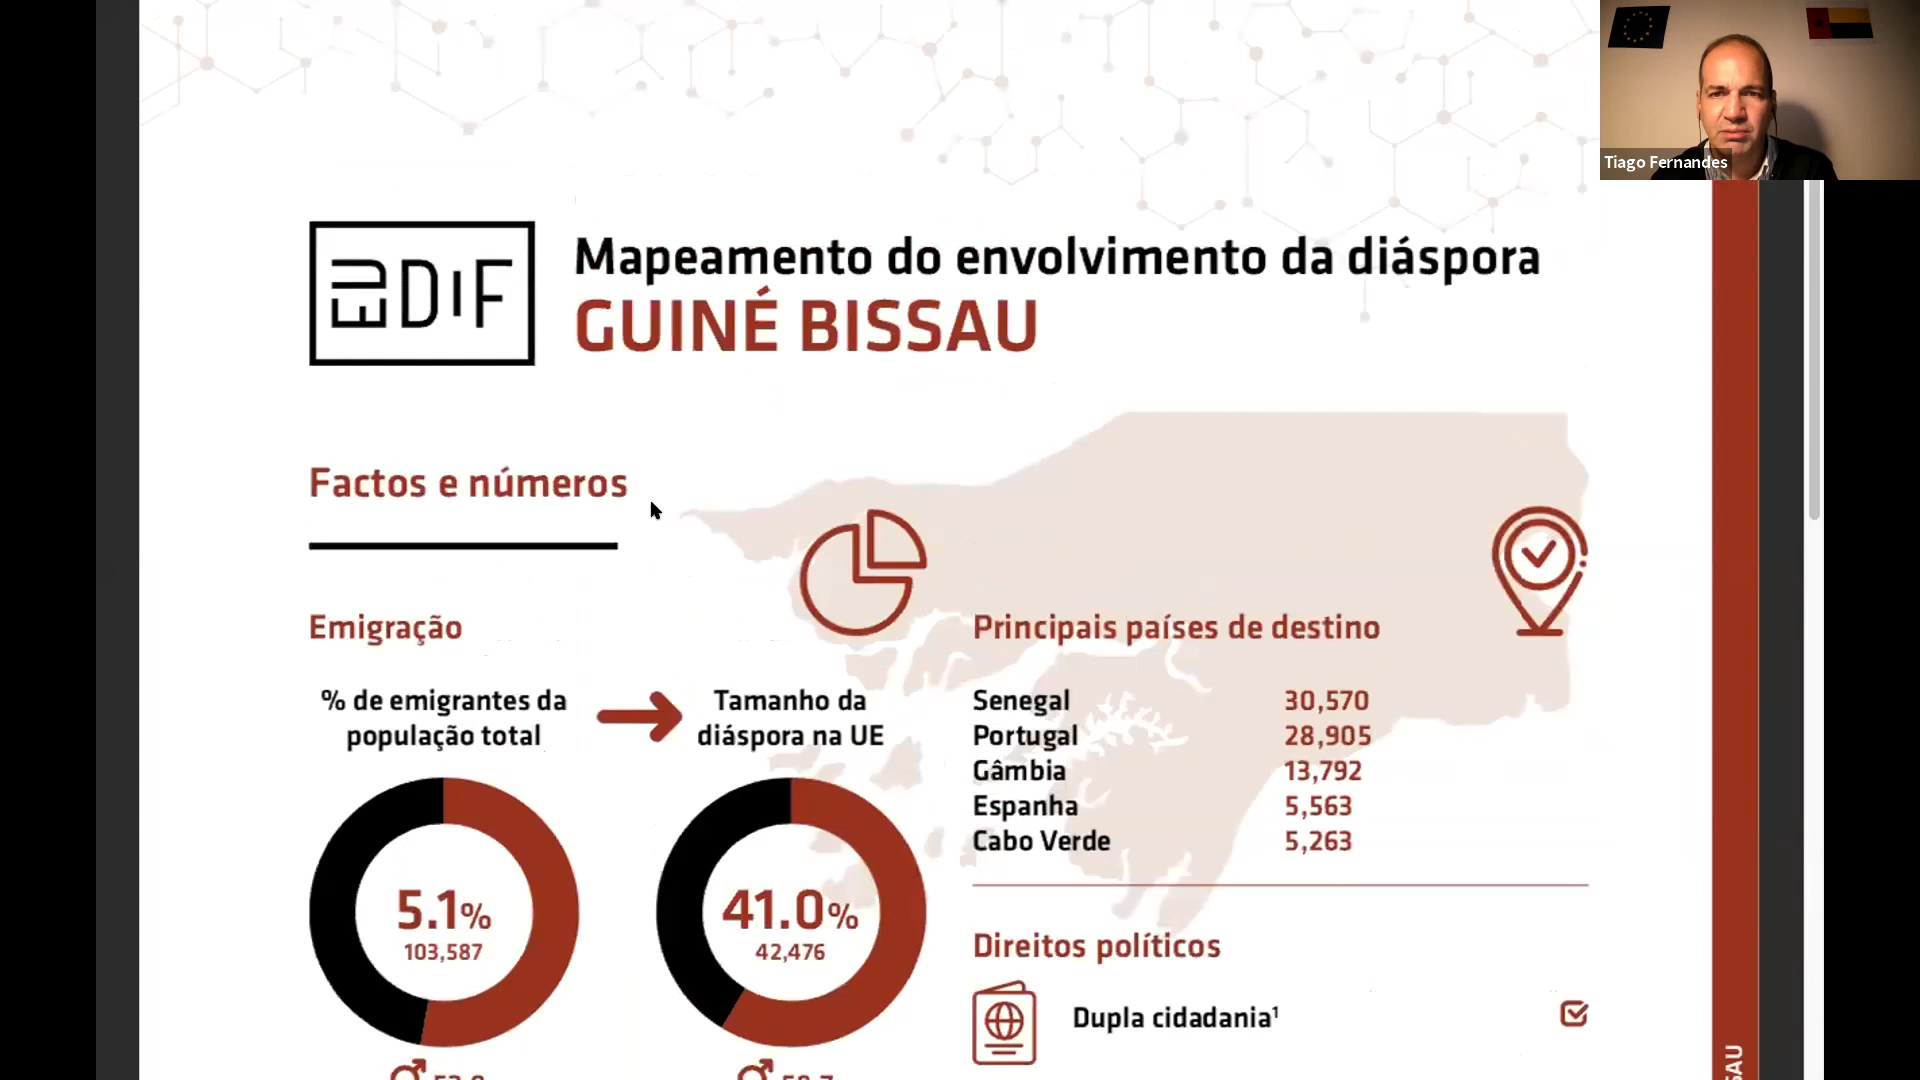 Tiago Fernandes
EU DiF
Mapeamento do envolvimento da diáspora
GUINÉ BISSAU
Factos e números
Emigração
% de emigrantes da
população total
Tamanho da
diáspora na UE
5.1%
103,587
41.0%
42,476
Principais países de destino
Senegal 30,570
Portugal 28,905
Gâmbia 13,792
Espanha 5,563
Cabo Verde 5,263
Direitos políticos
Dupla cidadania¹